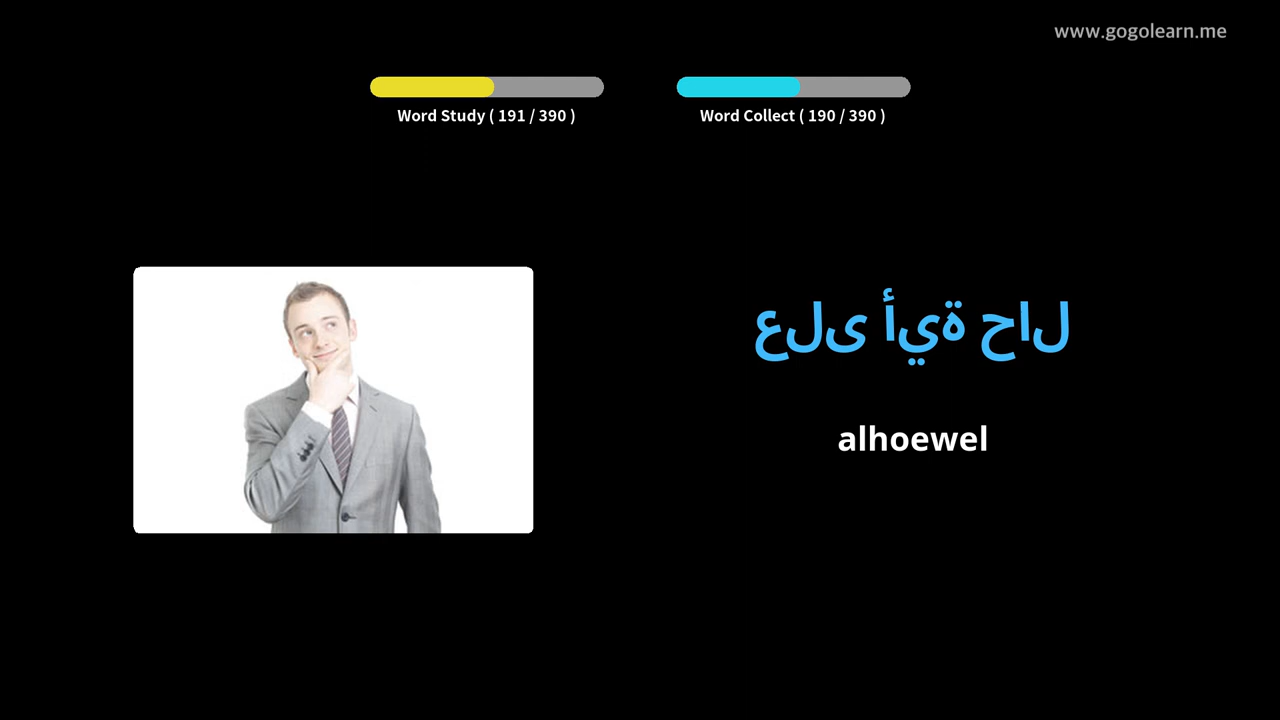 www.gogolearn.me
Word Study ( 191 / 390 )
Word Collect ( 190 / 390 )
على أية حال
alhoewel